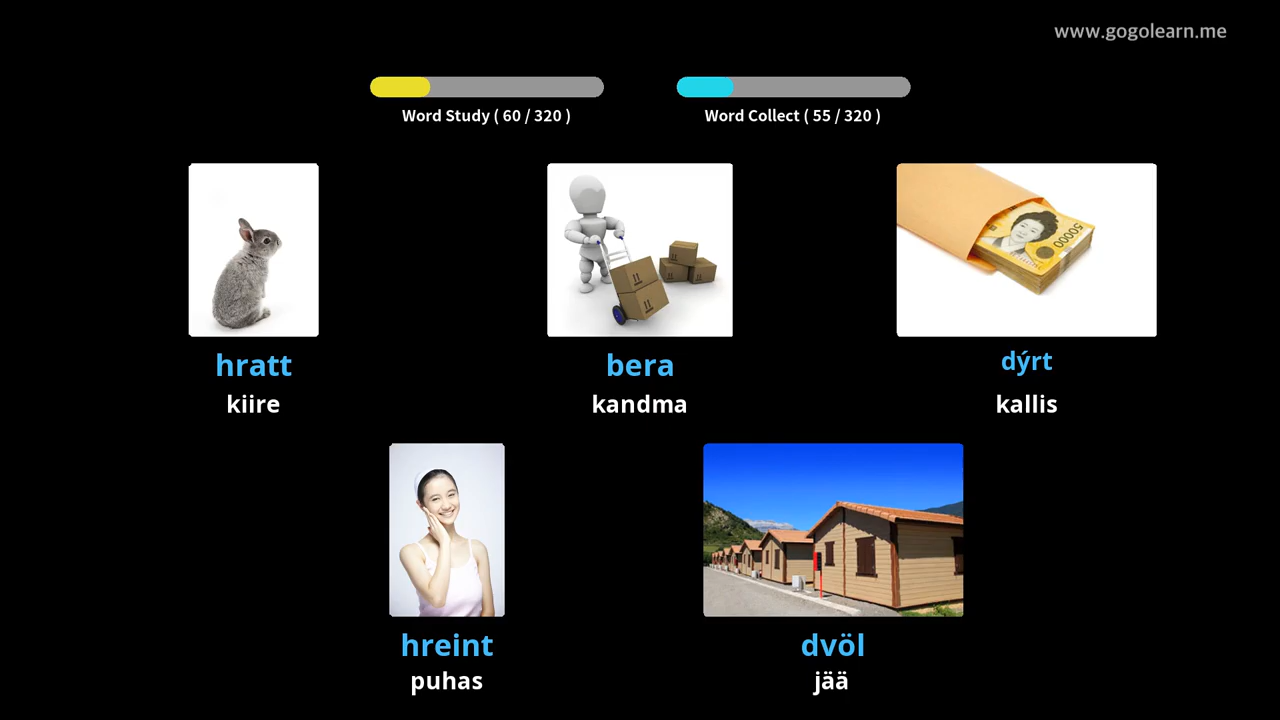 www.gogolearn.me
Word Study ( 60 / 320 )
Word Collect ( 55 / 320 )
50000
hratt
kiire
bera
kandma
dýrt
kallis
hreint
puhas
dvöl
jää